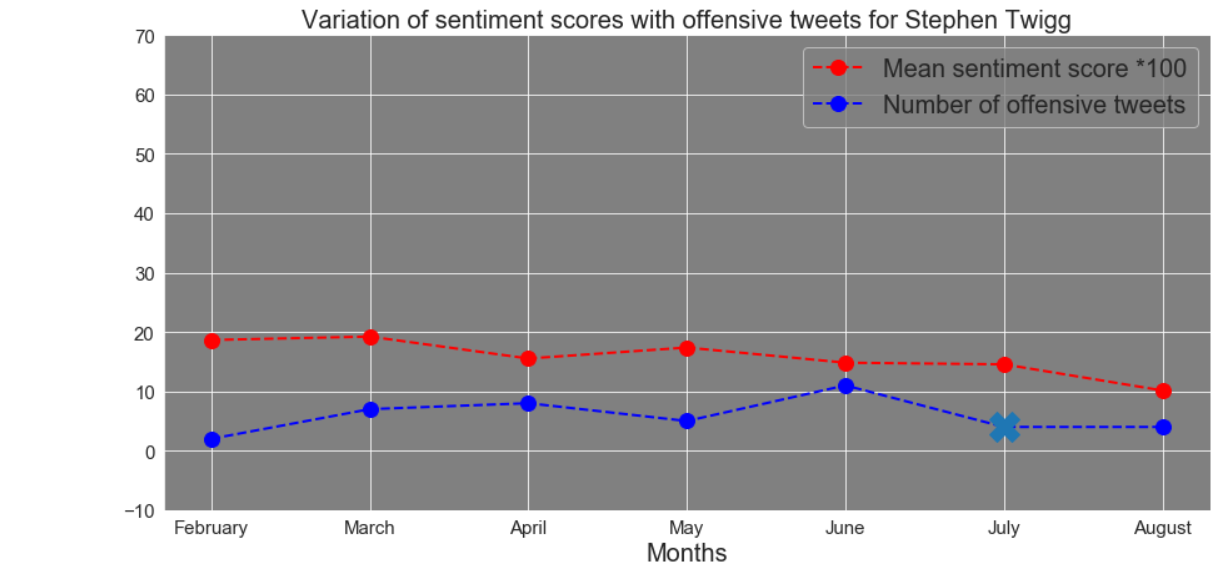 Variation of sentiment scores with offensive tweets for Stephen Twigg
70
60
50
40
30
20
10
0
−10
Mean sentiment score *100
Number of offensive tweets
February March April May June July August
Months